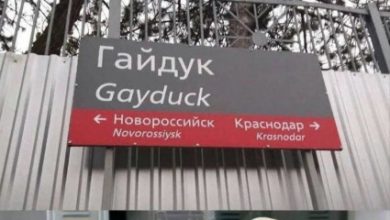 Гайдук
Gayduck
← Новороссийск Краснодар →
Novorossiysk Krasnodar